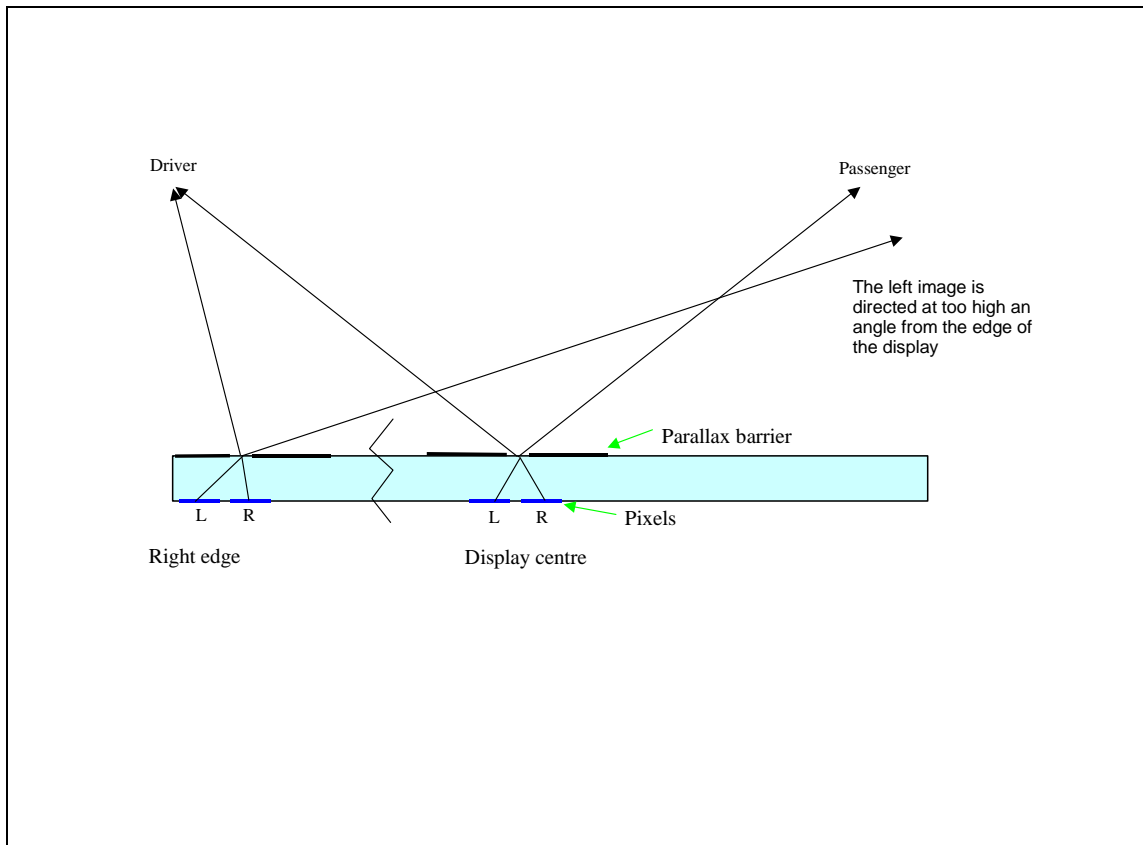 Driver
Passenger
The left image is
directed at too high an
angle from the edge of
the display
Parallax barrier
L R L R
Pixels
Right edge
Display centre